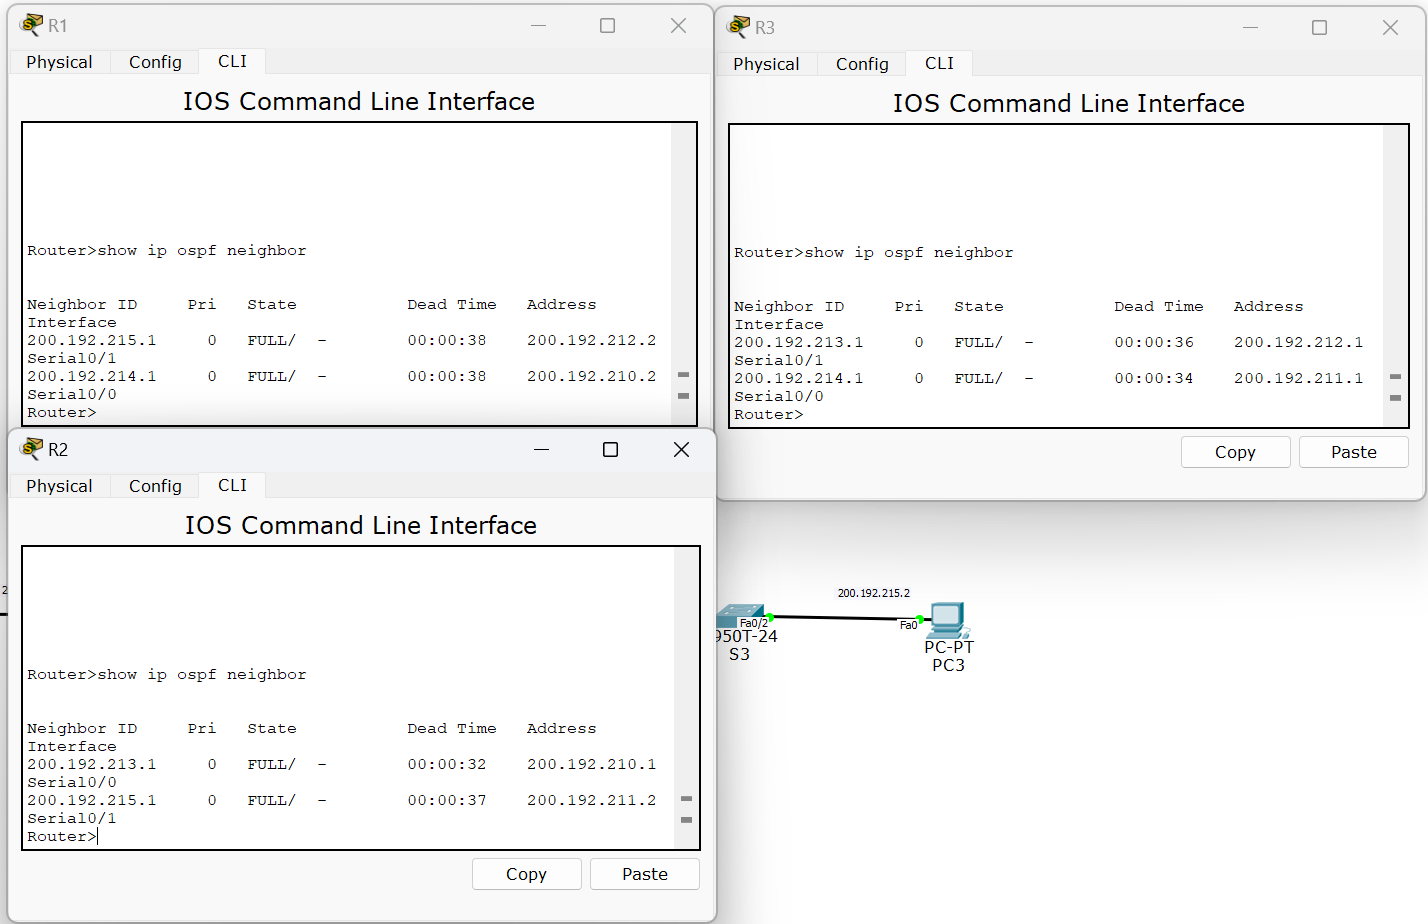 R1
Physical Config CLI
IOS Command Line Interface
Router>show ip ospf neighbor
Neighbor ID     Pri   State           Dead Time   Address
Interface
200.192.215.1     0   FULL/  -        00:00:38    200.192.212.2
Serial0/1
200.192.214.1     0   FULL/  -        00:00:38    200.192.210.2
Serial0/0
Router>
R3
Physical Config CLI
IOS Command Line Interface
Router>show ip ospf neighbor
Neighbor ID     Pri   State           Dead Time   Address
Interface
200.192.213.1     0   FULL/  -        00:00:36    200.192.212.1
Serial0/1
200.192.214.1     0   FULL/  -        00:00:34    200.192.211.1
Serial0/0
Router>
Copy Paste
R2
Physical Config CLI
IOS Command Line Interface
Router>show ip ospf neighbor
Neighbor ID     Pri   State           Dead Time   Address
Interface
200.192.213.1     0   FULL/  -        00:00:32    200.192.210.1
Serial0/0
200.192.215.1     0   FULL/  -        00:00:37    200.192.211.2
Serial0/1
Router>
Copy Paste
2
200.192.215.2
Fa0/2
Fa0
950T-24
S3
PC-PT
PC3